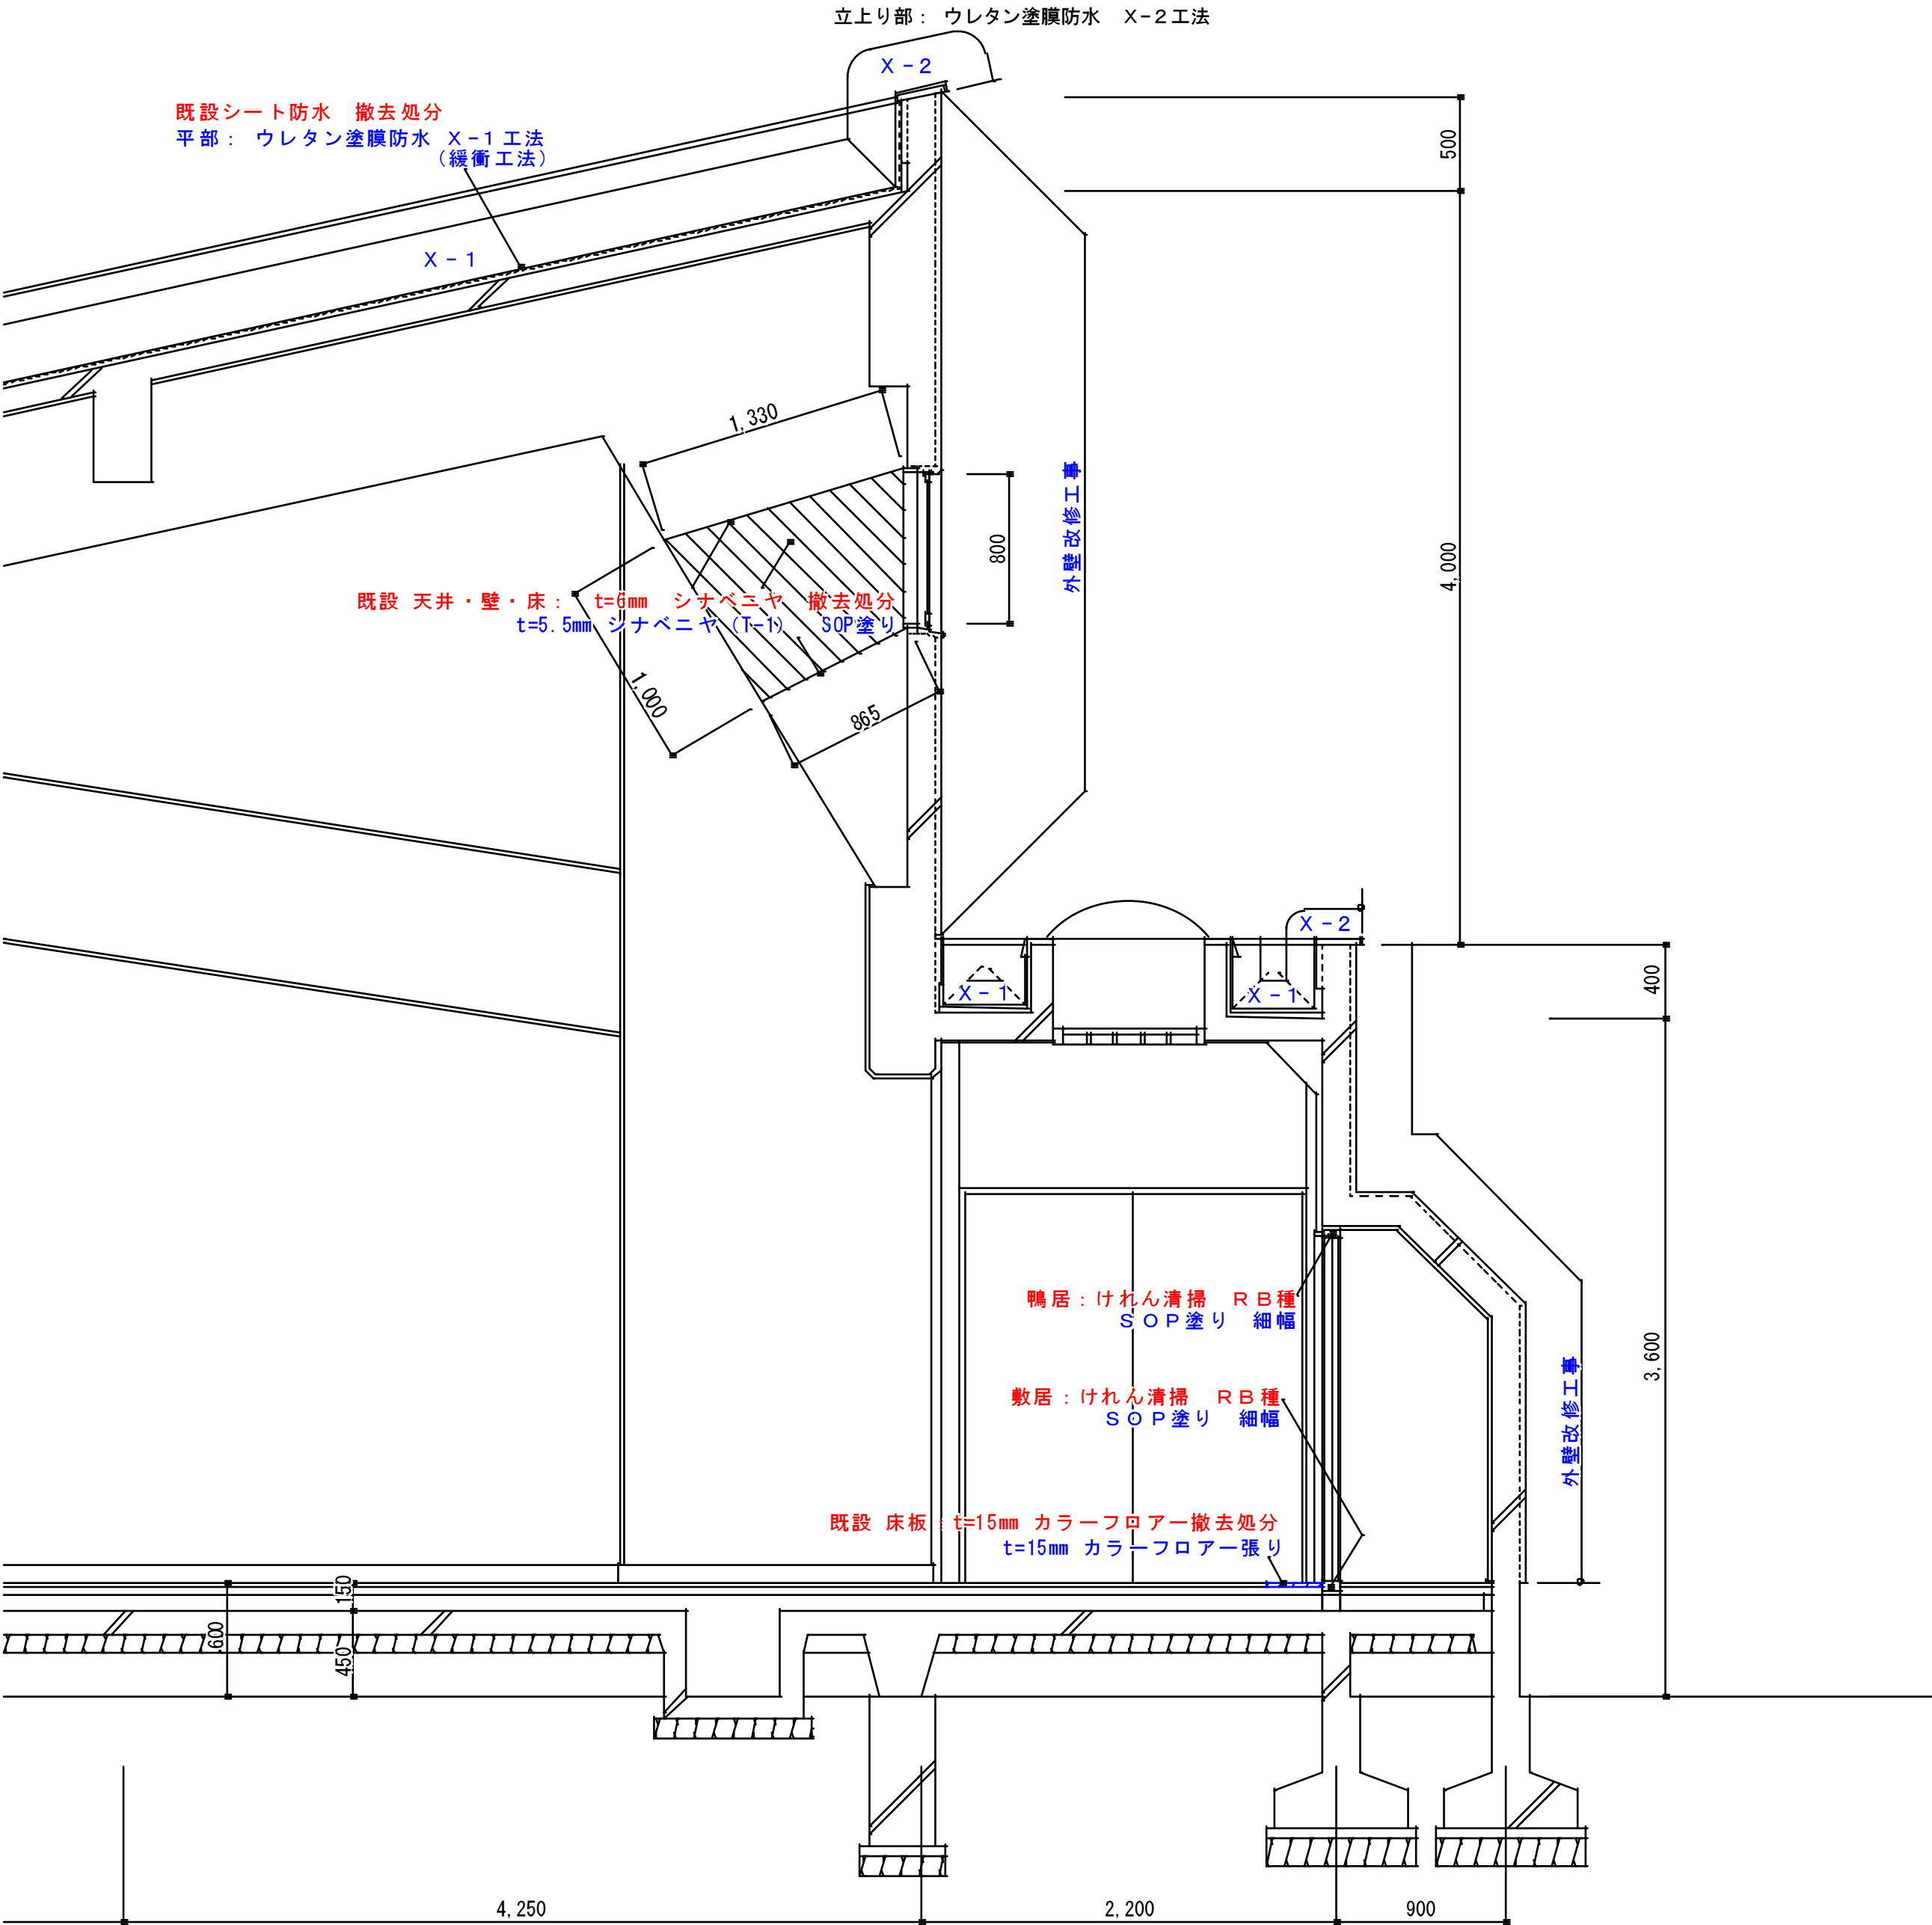 立上り部： ウレタン塗膜防水　Ｘ-２工法
Ｘ-２
既設シート防水　撤去処分
平部： ウレタン塗膜防水 Ｘ-１工法
（緩衝工法）
500
Ｘ-１
1,330
外壁改修工事
800
4,000
既設 天井・壁・床： t=6mm シナベニヤ　撤去処分
t=5.5mm シナベニヤ（T-1）　SOP塗り
1,000
865
Ｘ-２
Ｘ-１
Ｘ-１
400
鴨居：けれん清掃　ＲＢ種
ＳＯＰ塗り　細幅
3,600
敷居：けれん清掃　ＲＢ種
ＳＯＰ塗り　細幅
外壁改修工事
既設 床板：t=15mm カラーフロアー撤去処分
t=15mm カラーフロアー張り
150
600
450
4,250
2,200
900